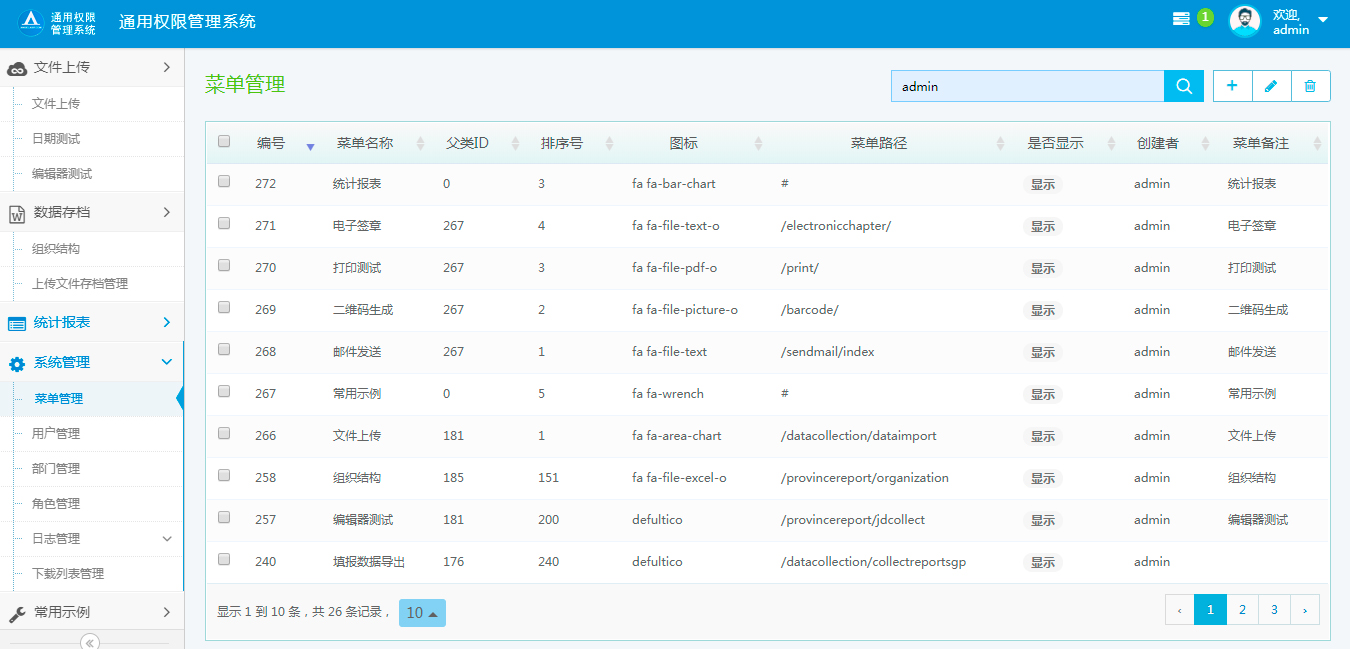 通用权限
管理系统
通用权限管理系统
1
欢迎,
admin
文件上传
文件上传
日期测试
编辑器测试
数据存档
组织结构
上传文件存档管理
统计报表
系统管理
菜单管理
用户管理
部门管理
角色管理
日志管理
下载列表管理
常用示例
菜单管理
admin
编号 菜单名称 父类ID 排序号 图标 菜单路径 是否显示 创建者 菜单备注
272 统计报表 0 3 fa fa-bar-chart # 显示 admin 统计报表
271 电子签章 267 4 fa fa-file-text-o /electronicchapter/ 显示 admin 电子签章
270 打印测试 267 3 fa fa-file-pdf-o /print/ 显示 admin 打印测试
269 二维码生成 267 2 fa fa-file-picture-o /barcode/ 显示 admin 二维码生成
268 邮件发送 267 1 fa fa-file-text /sendmail/index 显示 admin 邮件发送
267 常用示例 0 5 fa fa-wrench # 显示 admin 常用示例
266 文件上传 181 1 fa fa-area-chart /datacollection/dataimport 显示 admin 文件上传
258 组织结构 185 151 fa fa-file-excel-o /provincereport/organization 显示 admin 组织结构
257 编辑器测试 181 200 defultico /provincereport/jdcollect 显示 admin 编辑器测试
240 填报数据导出 176 240 defultico /datacollection/collectreportsgp 显示 admin
显示 1 到 10 条，共 26 条记录， 10
‹ 1 2 3 ›